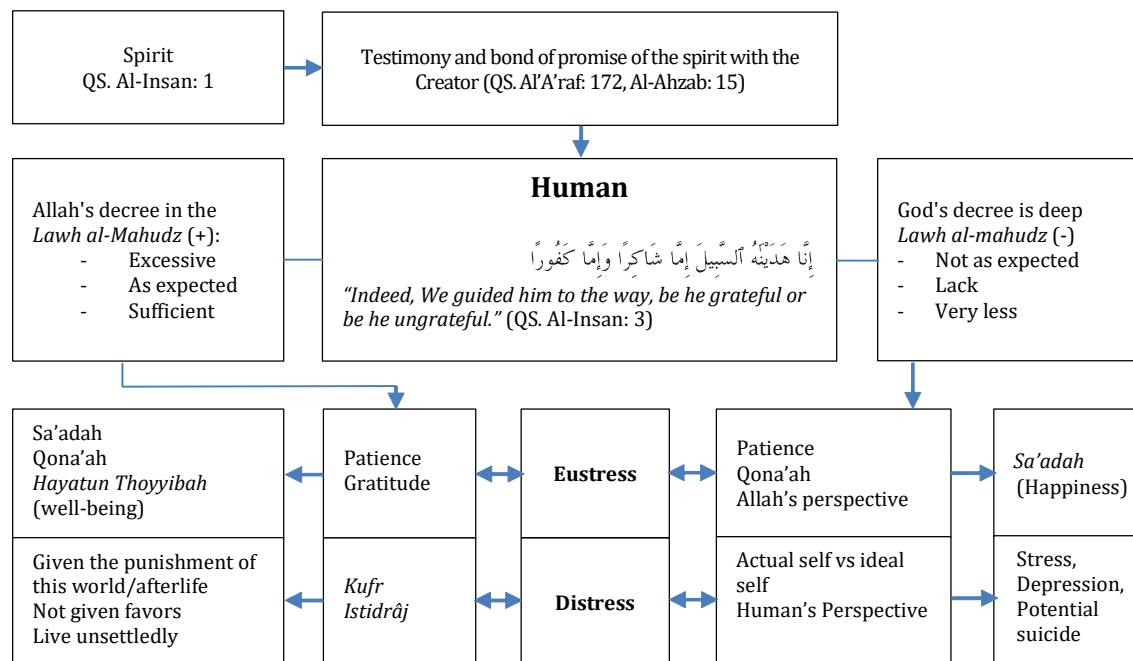 Spirit
QS. Al-Insan: 1
Testimony and bond of promise of the spirit with the
Creator (QS. Al’A’raf: 172, Al-Ahzab: 15)
Allah's decree in the
Lawh al-Mahudz (+):
- Excessive
- As expected
- Sufficient
Human
إِنَّا هَدَيْنَٰهُ ٱلسَّبِيلَ إِمَّا شَاكِرًا وَإِمَّا كَفُورًا
“Indeed, We guided him to the way, be he grateful or
be he ungrateful.” (QS. Al-Insan: 3)
God's decree is deep
Lawh al-mahudz (-)
- Not as expected
- Lack
- Very less
Sa’adah
Qona’ah
Hayatun Thoyyibah
(well-being)
Patience
Gratitude
Eustress
Patience
Qona’ah
Allah’s perspective
Sa’adah
(Happiness)
Given the punishment of
this world/afterlife
Not given favors
Live unsettledly
Kufr
Istidrâj
Distress
Actual self vs ideal
self
Human’s Perspective
Stress,
Depression,
Potential
suicide